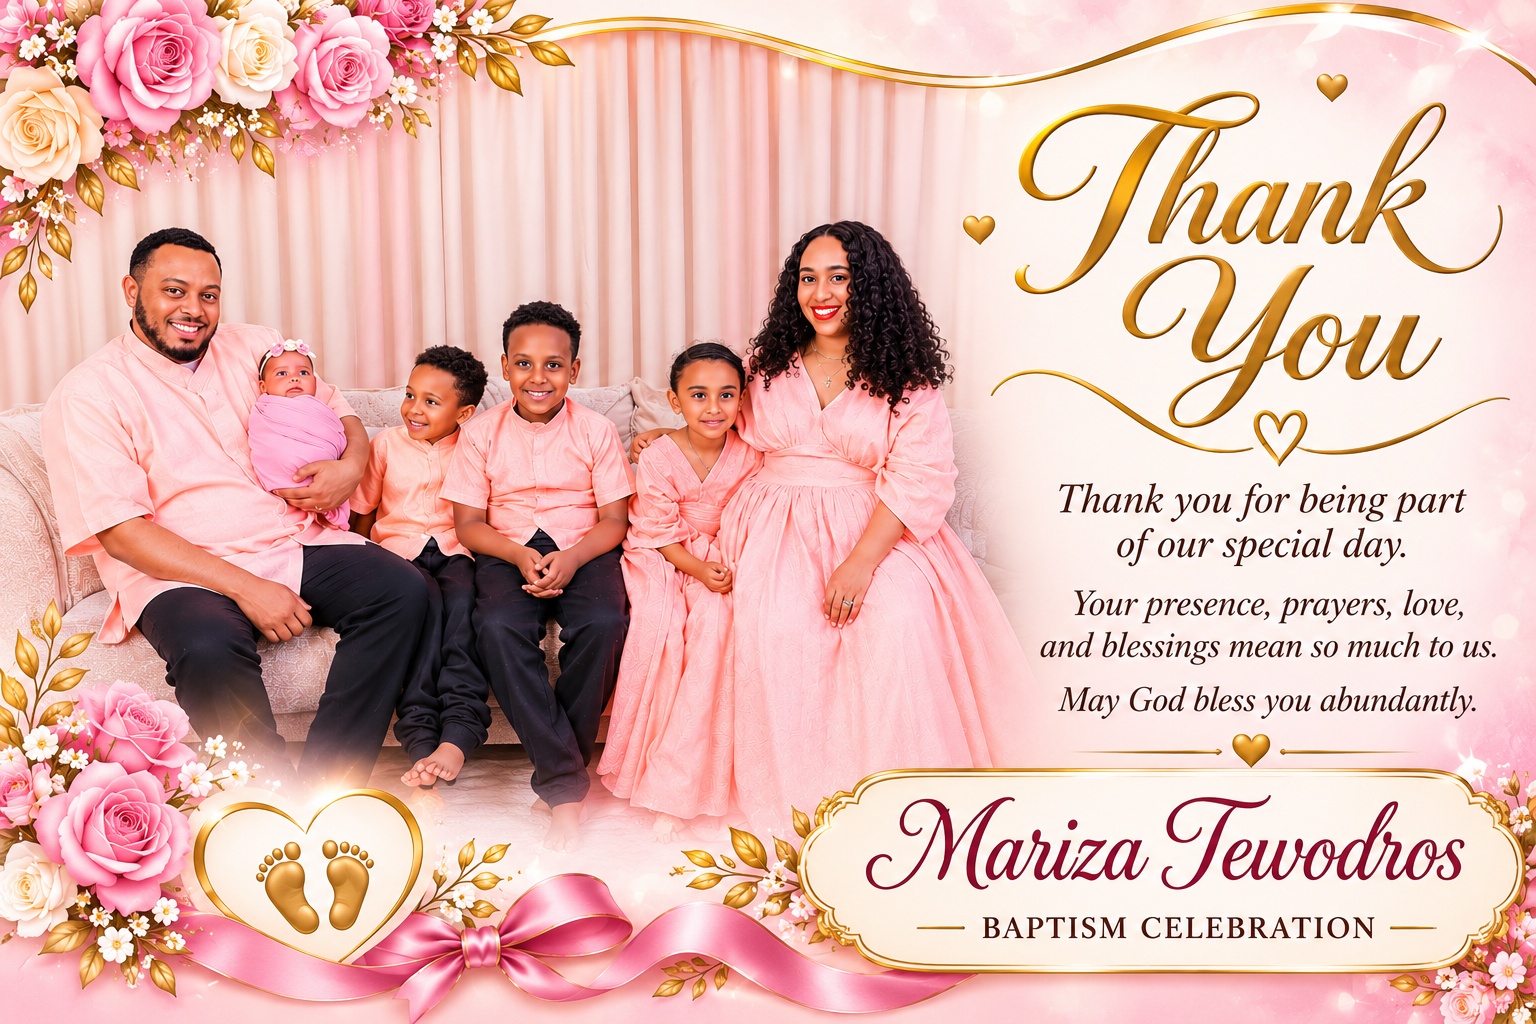 Thank
You
Thank you for being part
of our special day.
Your presence, prayers, love,
and blessings mean so much to us.
May God bless you abundantly.
Mariza Tewodros
BAPTISM CELEBRATION